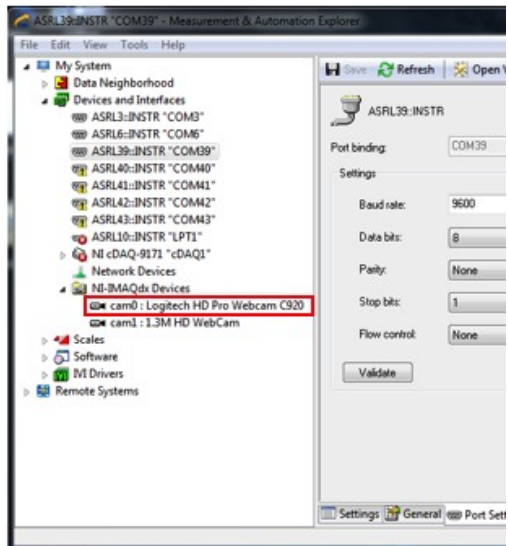 ASRL39::INSTR "COM39" - Measurement & Automation Explorer
File Edit View Tools Help
My System
Data Neighborhood
Devices and Interfaces
ASRL3::INSTR "COM3"
ASRL6::INSTR "COM6"
ASRL39::INSTR "COM39"
ASRL40::INSTR "COM40"
ASRL41::INSTR "COM41"
ASRL42::INSTR "COM42"
ASRL43::INSTR "COM43"
ASRL10::INSTR "LPT1"
NI cDAQ-9171 "cDAQ1"
Network Devices
NI-IMAQdx Devices
cam0 : Logitech HD Pro Webcam C920
cam1 : 1.3M HD WebCam
Scales
Software
IVI Drivers
Remote Systems
Save Refresh Open V
ASRL39::INSTR
Port binding: COM39
Settings
Baud rate: 9600
Data bits: 8
Parity: None
Stop bits: 1
Flow control: None
Validate
Settings General Port Sett